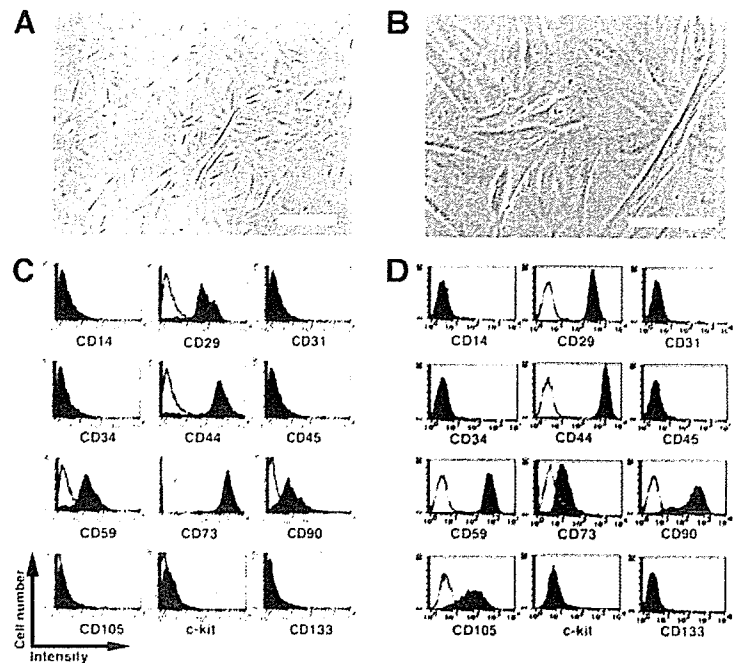 A
B
C
D
CD14
CD29
CD31
CD34
CD44
CD45
CD59
CD73
CD90
CD105
c-kit
CD133
Cell number
Intensity
CD14
CD29
CD31
CD34
CD44
CD45
CD59
CD73
CD90
CD105
c-kit
CD133